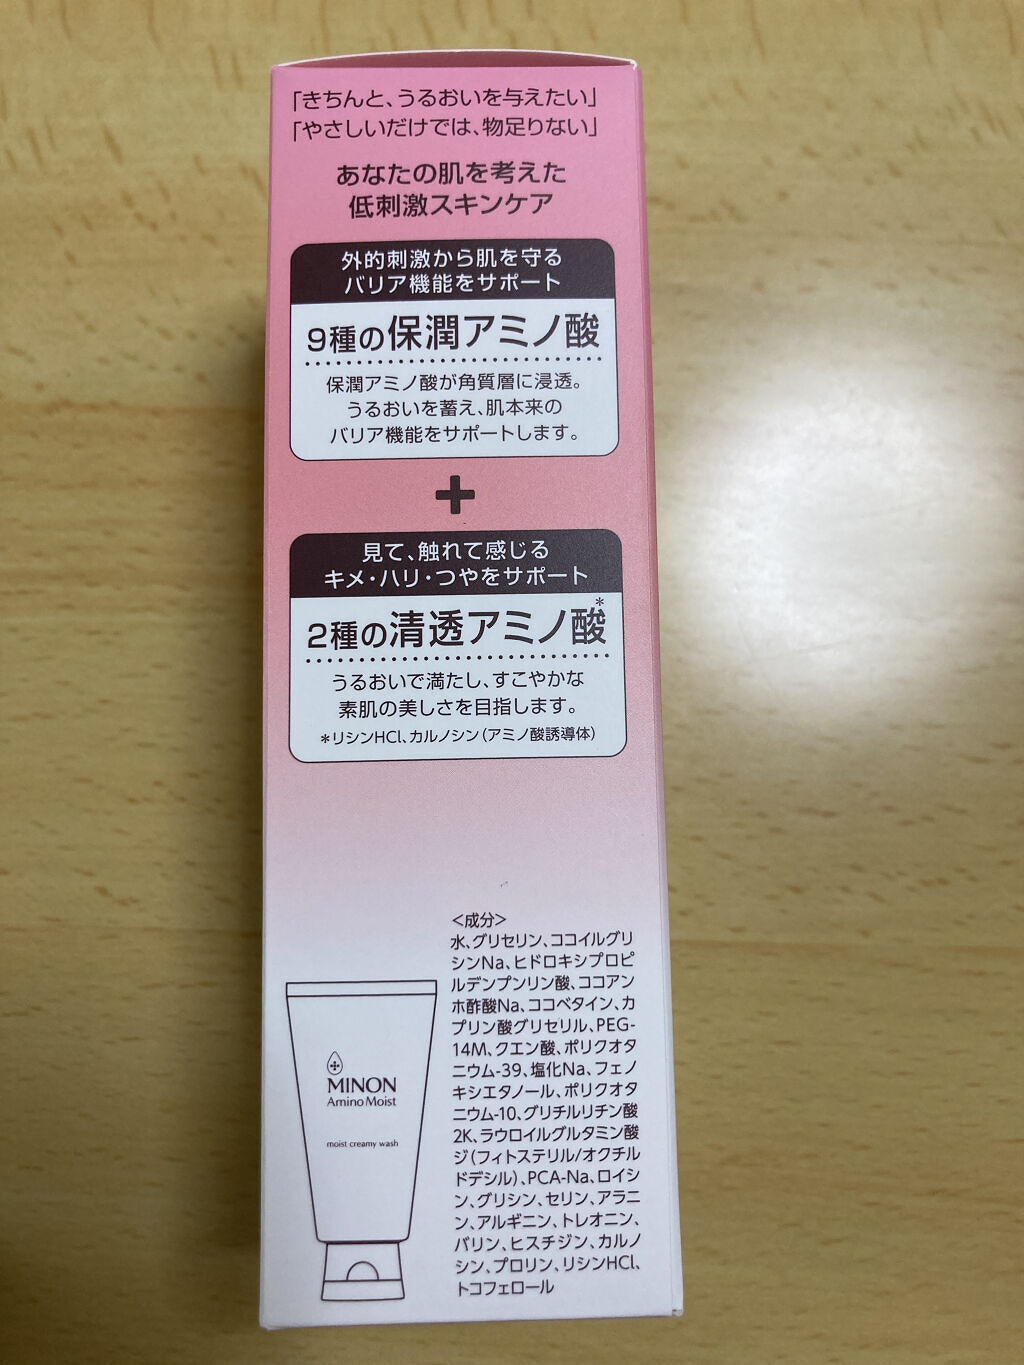 「きちんと、うるおいを与えたい」
「やさしいだけでは、物足りない」
あなたの肌を考えた
低刺激スキンケア
外的刺激から肌を守る
バリア機能をサポート
9種の保潤アミノ酸
保潤アミノ酸が角質層に浸透。
うるおいを蓄え、肌本来の
バリア機能をサポートします。
+
見て、触れて感じる
キメ・ハリ・つやをサポート
2種の清透アミノ酸*
うるおいで満たし、すこやかな
素肌の美しさを目指します。
*リシンHCl、カルノシン(アミノ酸誘導体)
<成分>
水、グリセリン、ココイルグリ
シンNa、ヒドロキシプロピ
ルデンプンリン酸、ココアン
ホ酢酸Na、ココベタイン、カ
プリン酸グリセリル、PEG-
14M、クエン酸、ポリクオタ
ニウム-39、塩化Na、フェノ
キシエタノール、ポリクオタ
ニウム-10、グリチルリチン酸
2K、ラウロイルグルタミン酸
ジ(フィトステリル/オクチル
ドデシル)、PCA-Na、ロイシ
ン、グリシン、セリン、アラニ
ン、アルギニン、トレオニン、
バリン、ヒスチジン、カルノ
シン、プロリン、リシンHCl、
トコフェロール
MINON
Amino Moist
moist creamy wash